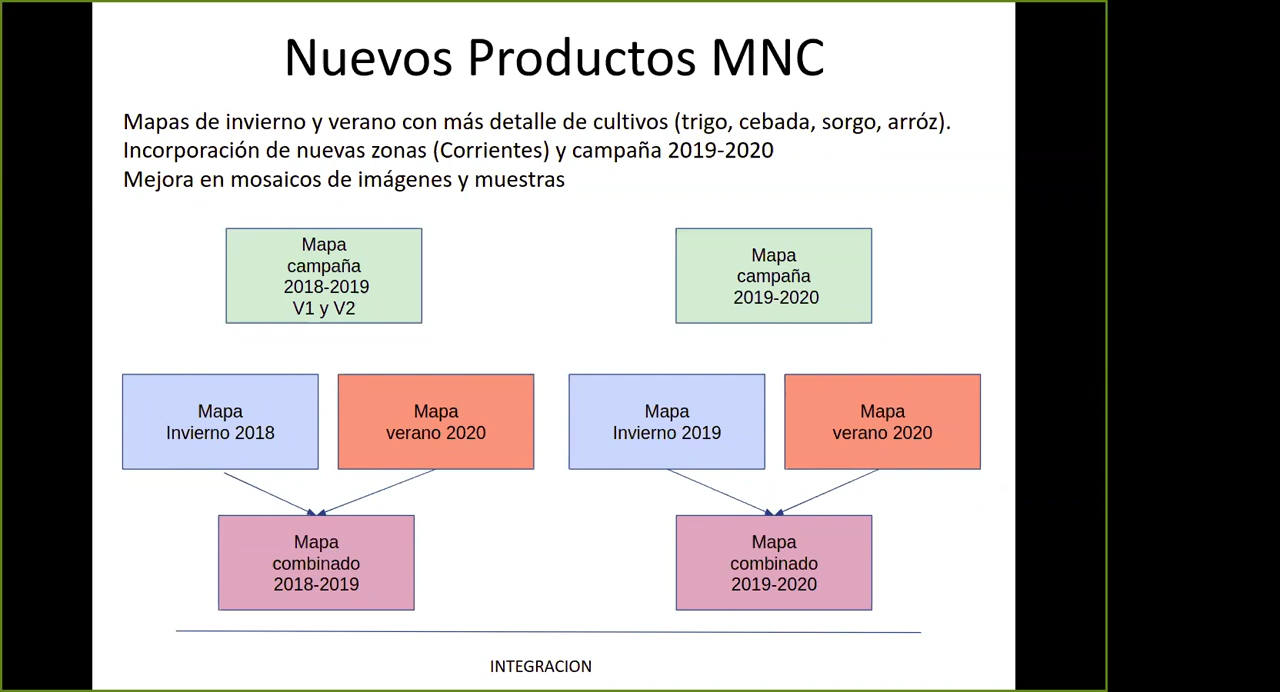 Nuevos Productos MNC
Mapas de invierno y verano con más detalle de cultivos (trigo, cebada, sorgo, arróz).
Incorporación de nuevas zonas (Corrientes) y campaña 2019-2020
Mejora en mosaicos de imágenes y muestras
Mapa
campaña
2018-2019
V1 y V2
Mapa
campaña
2019-2020
Mapa
Invierno 2018
Mapa
verano 2020
Mapa
Invierno 2019
Mapa
verano 2020
Mapa
combinado
2018-2019
Mapa
combinado
2019-2020
INTEGRACION